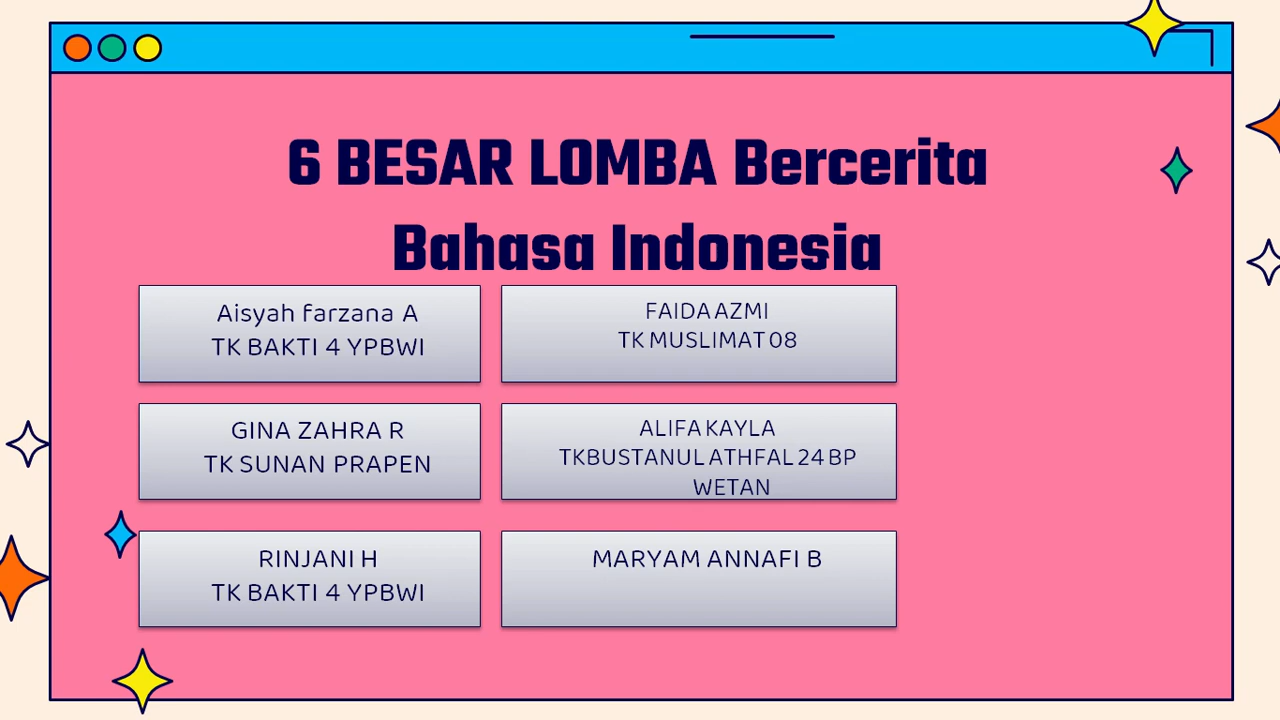 6 BESAR LOMBA Bercerita
Bahasa Indonesia
Aisyah farzana A
TK BAKTI 4 YPBWI
FAIDA AZMI
TK MUSLIMAT 08
GINA ZAHRA R
TK SUNAN PRAPEN
ALIFA KAYLA
TKBUSTANUL ATHFAL 24 BP
WETAN
RINJANI H
TK BAKTI 4 YPBWI
MARYAM ANNAFI B